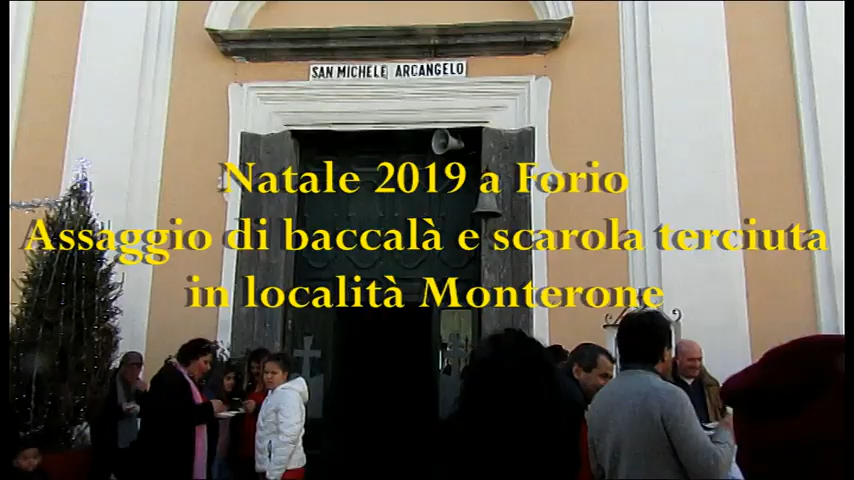 SAN MICHELE ARCANGELO
Natale 2019 a Forio
Assaggio di baccalà e scarola terciuta
in località Monterone